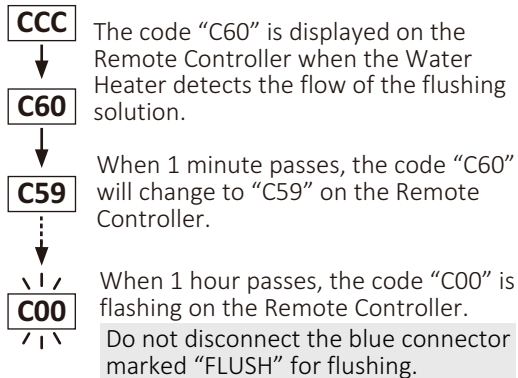 CCC
The code “C60” is displayed on the
Remote Controller when the Water
Heater detects the flow of the flushing
solution.
C60
When 1 minute passes, the code “C60”
will change to “C59” on the Remote
Controller.
C59
When 1 hour passes, the code “C00” is
flashing on the Remote Controller.
C00
Do not disconnect the blue connector
marked “FLUSH” for flushing.